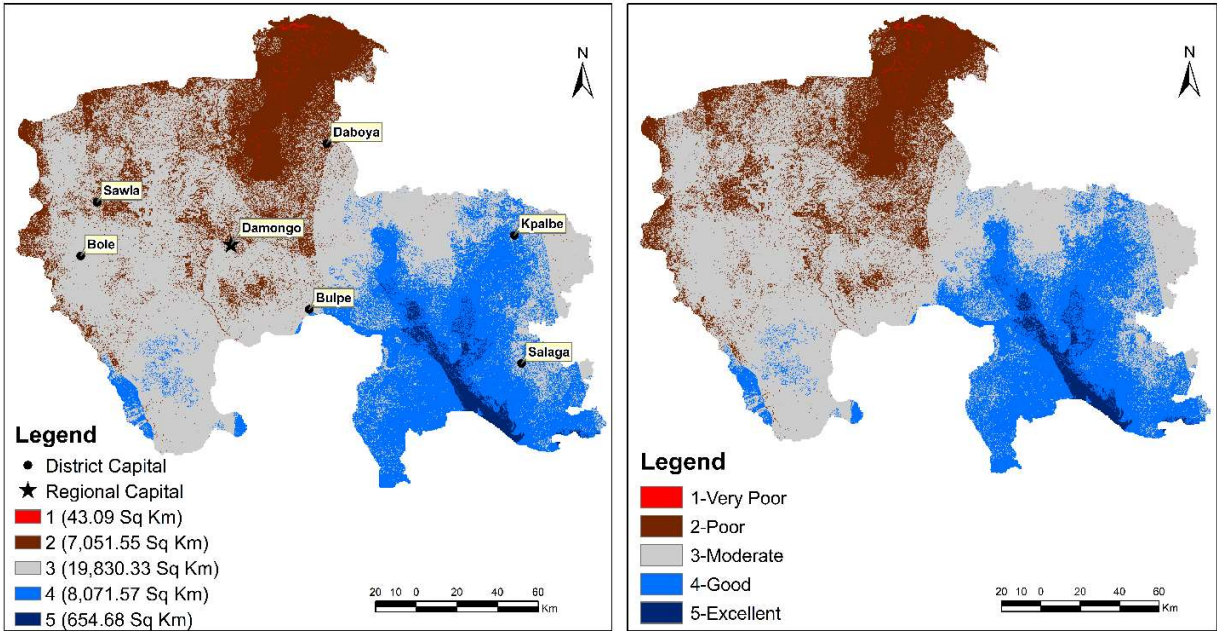 N
Daboya
Sawla
Damongo
Kpalbe
Bole
Bulpe
Salaga
Legend
District Capital
Regional Capital
1 (43.09 Sq Km)
2 (7,051.55 Sq Km)
3 (19,830.33 Sq Km)
4 (8,071.57 Sq Km)
5 (654.68 Sq Km)
20 10 0 20 40 60
Km
N
Legend
1-Very Poor
2-Poor
3-Moderate
4-Good
5-Excellent
20 10 0 20 40 60
Km